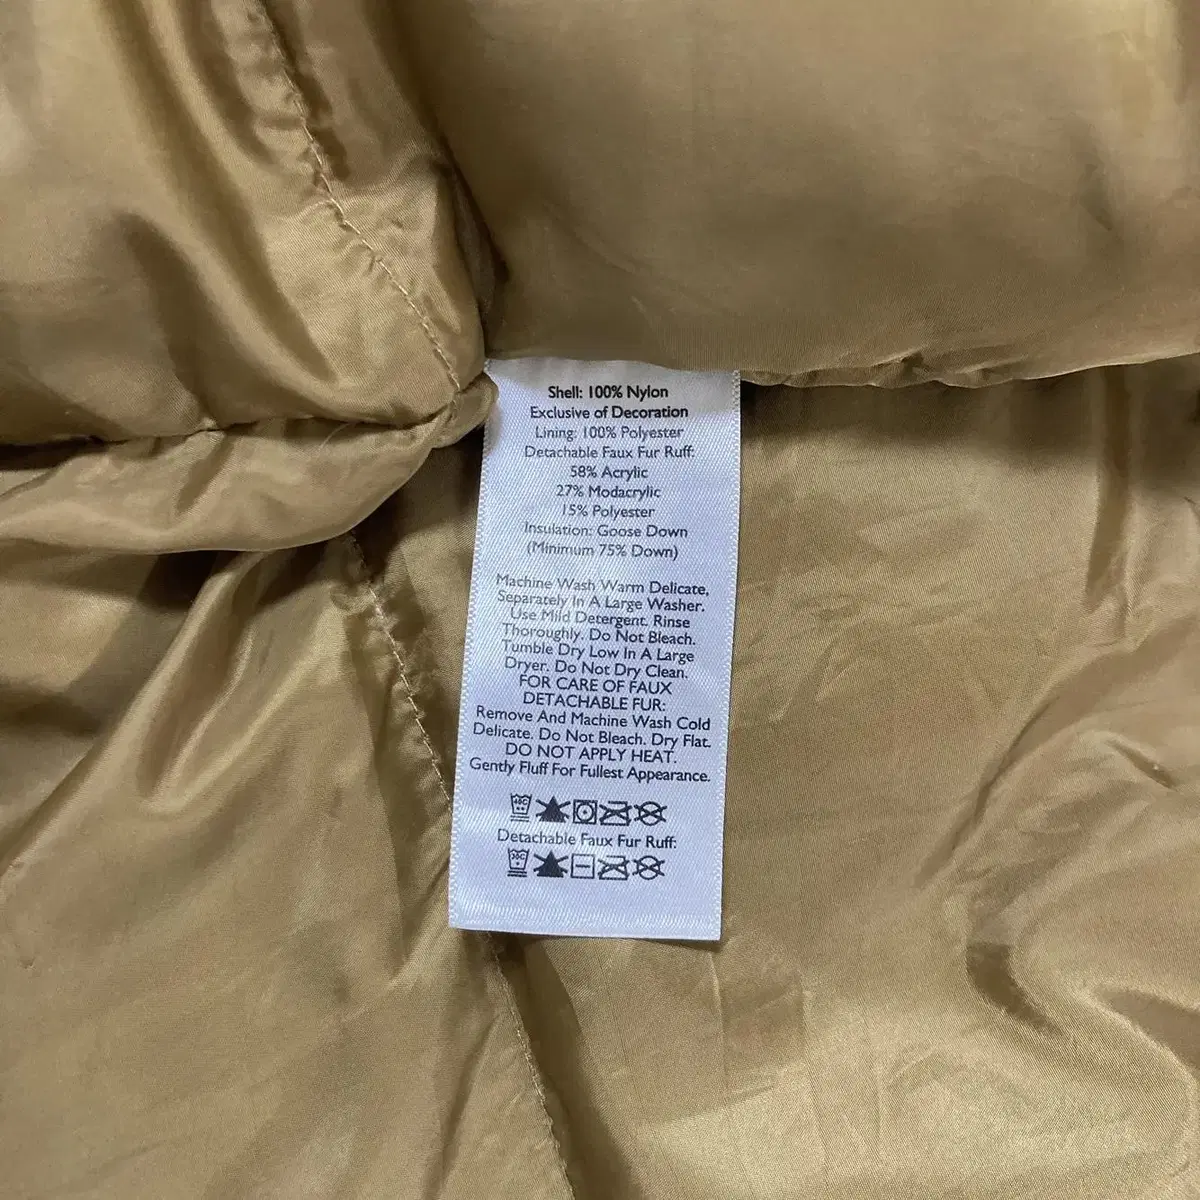 Shell: 100% Nylon
Exclusive of Decoration
Lining: 100% Polyester
Detachable Faux Fur Ruff:
58% Acrylic
27% Modacrylic
15% Polyester
Insulation: Goose Down
(Minimum 75% Down)
Machine Wash Warm Delicate,
Separately In A Large Washer.
Use Mild Detergent. Rinse
Thoroughly. Do Not Bleach.
Tumble Dry Low In A Large
Dryer. Do Not Dry Clean.
FOR CARE OF FAUX
DETACHABLE FUR:
Remove And Machine Wash Cold
Delicate. Do Not Bleach. Dry Flat.
DO NOT APPLY HEAT.
Gently Fluff For Fullest Appearance.
40C
Detachable Faux Fur Ruff:
30C